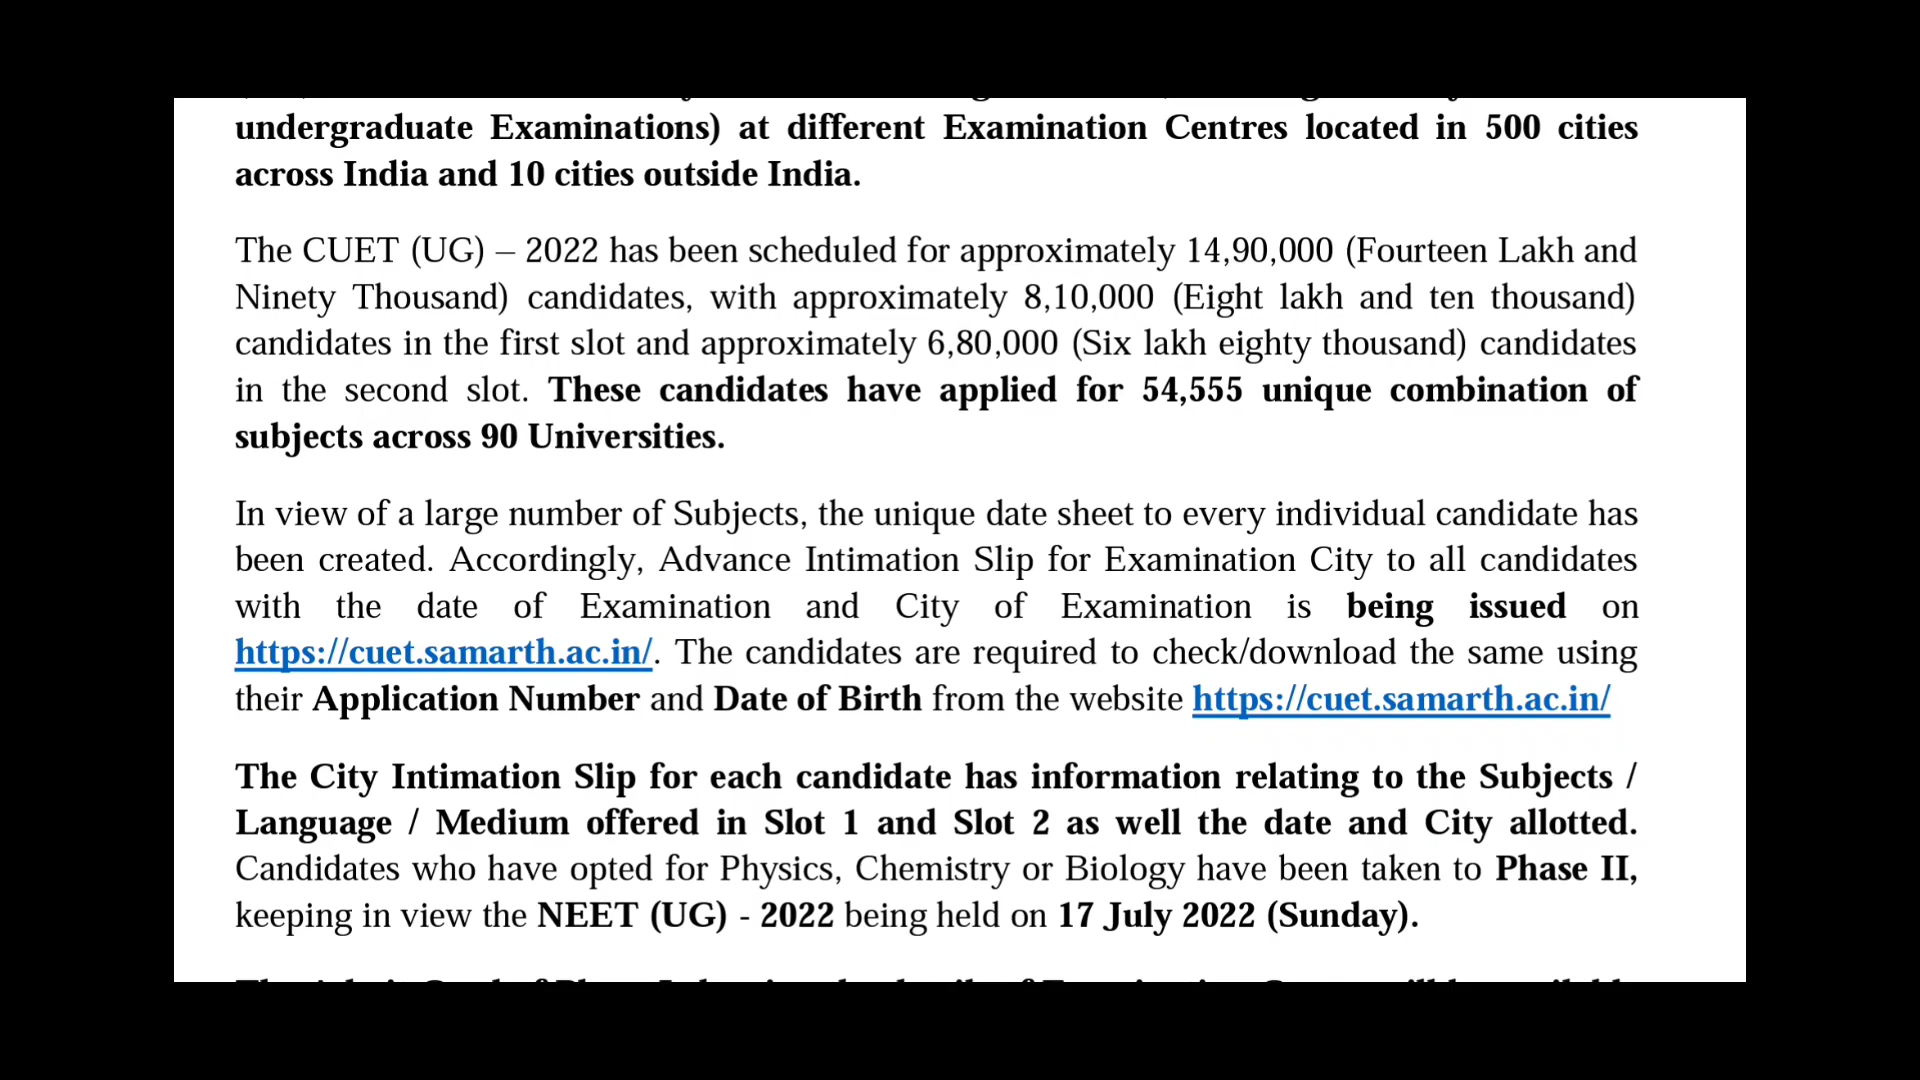 undergraduate Examinations) at different Examination Centres located in 500 cities
across India and 10 cities outside India.
The CUET (UG) – 2022 has been scheduled for approximately 14,90,000 (Fourteen Lakh and
Ninety Thousand) candidates, with approximately 8,10,000 (Eight lakh and ten thousand)
candidates in the first slot and approximately 6,80,000 (Six lakh eighty thousand) candidates
in the second slot. These candidates have applied for 54,555 unique combination of
subjects across 90 Universities.
In view of a large number of Subjects, the unique date sheet to every individual candidate has
been created. Accordingly, Advance Intimation Slip for Examination City to all candidates
with the date of Examination and City of Examination is being issued on
https://cuet.samarth.ac.in/. The candidates are required to check/download the same using
their Application Number and Date of Birth from the website https://cuet.samarth.ac.in/
The City Intimation Slip for each candidate has information relating to the Subjects /
Language / Medium offered in Slot 1 and Slot 2 as well the date and City allotted.
Candidates who have opted for Physics, Chemistry or Biology have been taken to Phase II,
keeping in view the NEET (UG) - 2022 being held on 17 July 2022 (Sunday).